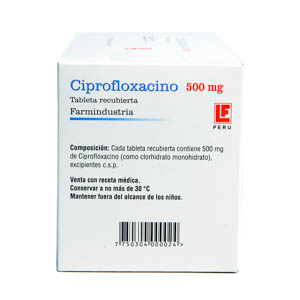 Ciprofloxacino 500 mg
Tableta recubierta
Farmindustria
LF
PERU
Composición: Cada tableta recubierta contiene 500 mg
de Ciprofloxacino (como clorhidrato monohidrato),
excipientes c.s.p.
Venta con receta médica.
Conservar a no más de 30 °C
Mantener fuera del alcance de los niños.
7 750304 000024